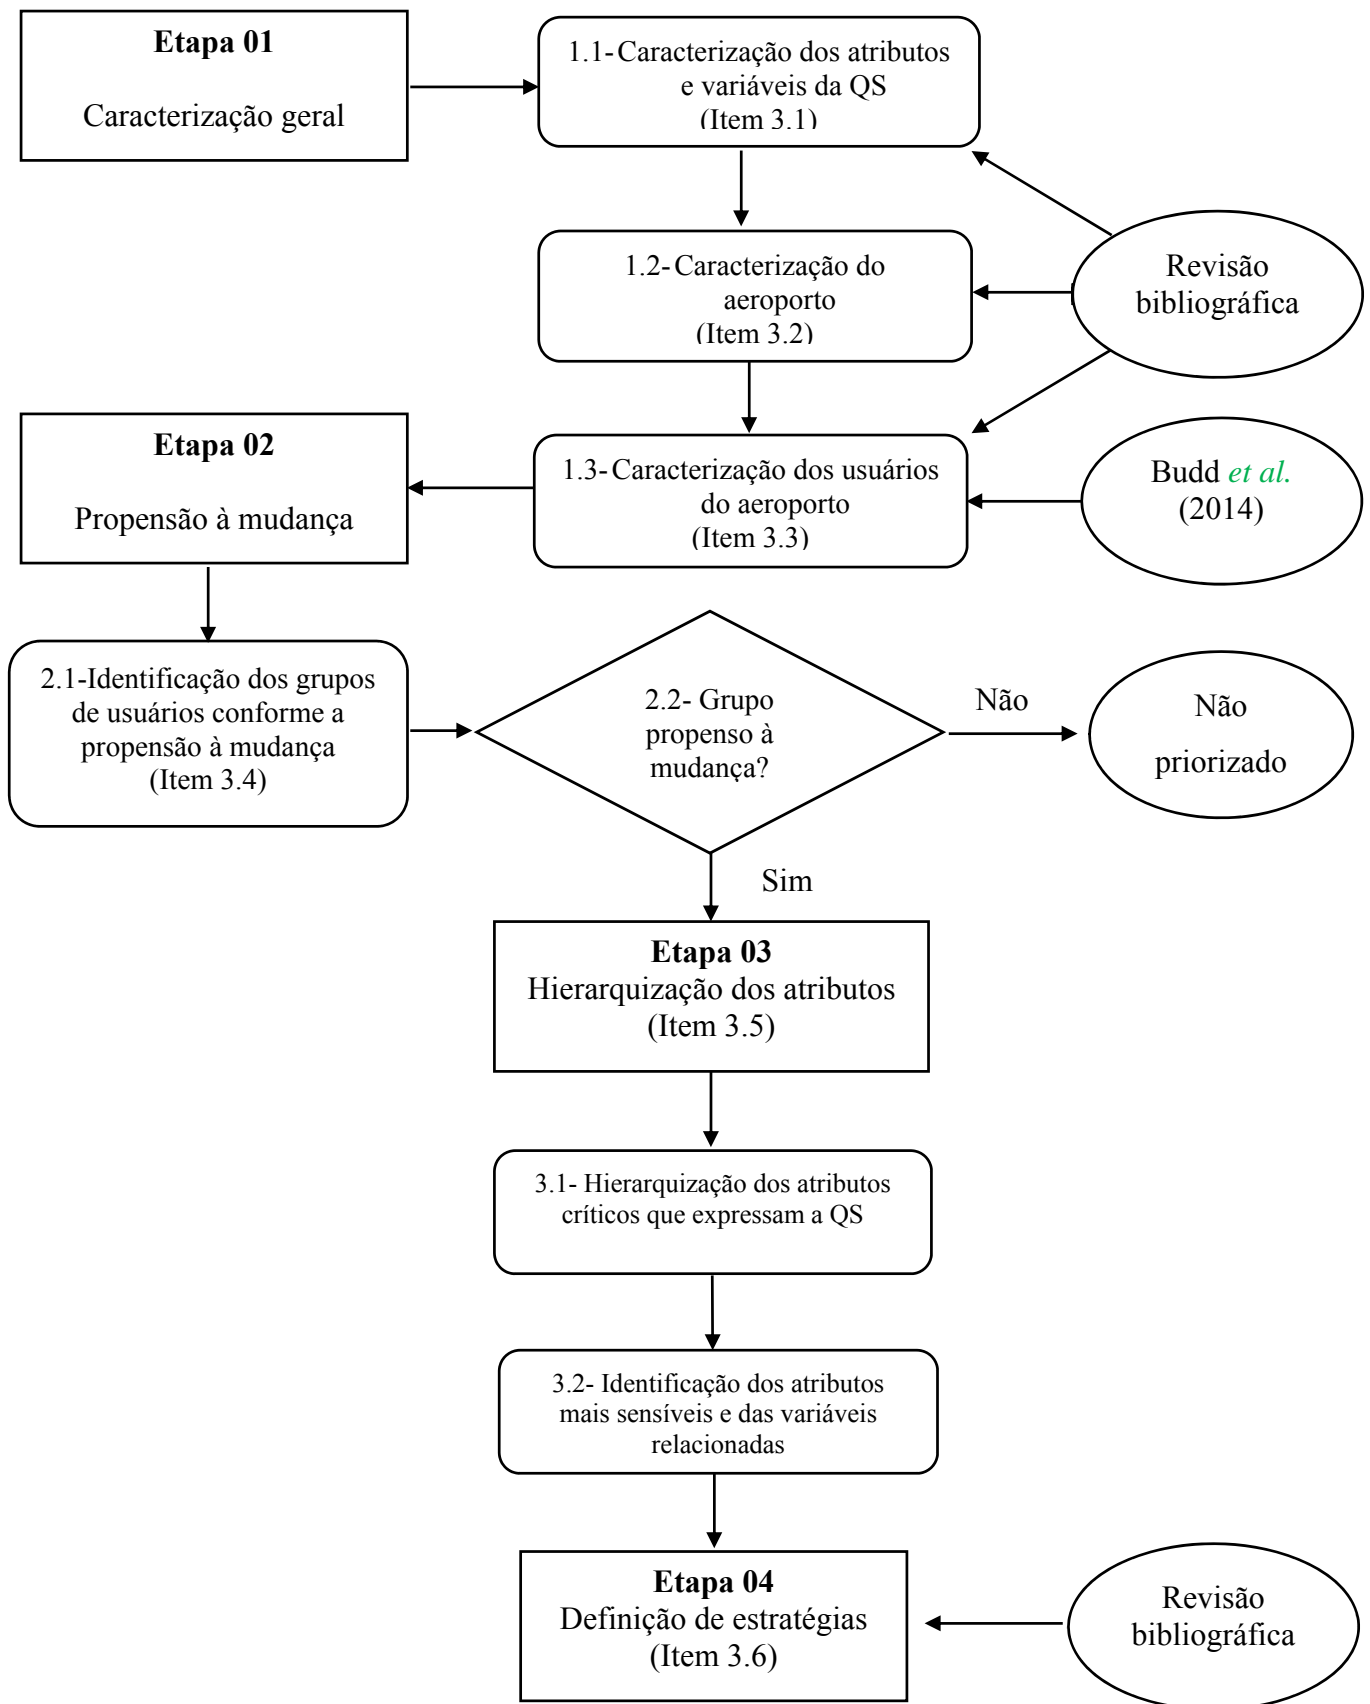 Etapa 01
Caracterização geral
1.1-Caracterização dos atributos
e variáveis da QS
(Item 3.1)
1.2-Caracterização do
aeroporto
(Item 3.2)
Revisão
bibliográfica
Etapa 02
Propensão à mudança
1.3-Caracterização dos usuários
do aeroporto
(Item 3.3)
Budd et al.
(2014)
2.1-Identificação dos grupos
de usuários conforme a
propensão à mudança
(Item 3.4)
2.2- Grupo
propenso à
mudança?
Não
Não
priorizado
Sim
Etapa 03
Hierarquização dos atributos
(Item 3.5)
3.1- Hierarquização dos atributos
críticos que expressam a QS
3.2- Identificação dos atributos
mais sensíveis e das variáveis
relacionadas
Etapa 04
Definição de estratégias
(Item 3.6)
Revisão
bibliográfica